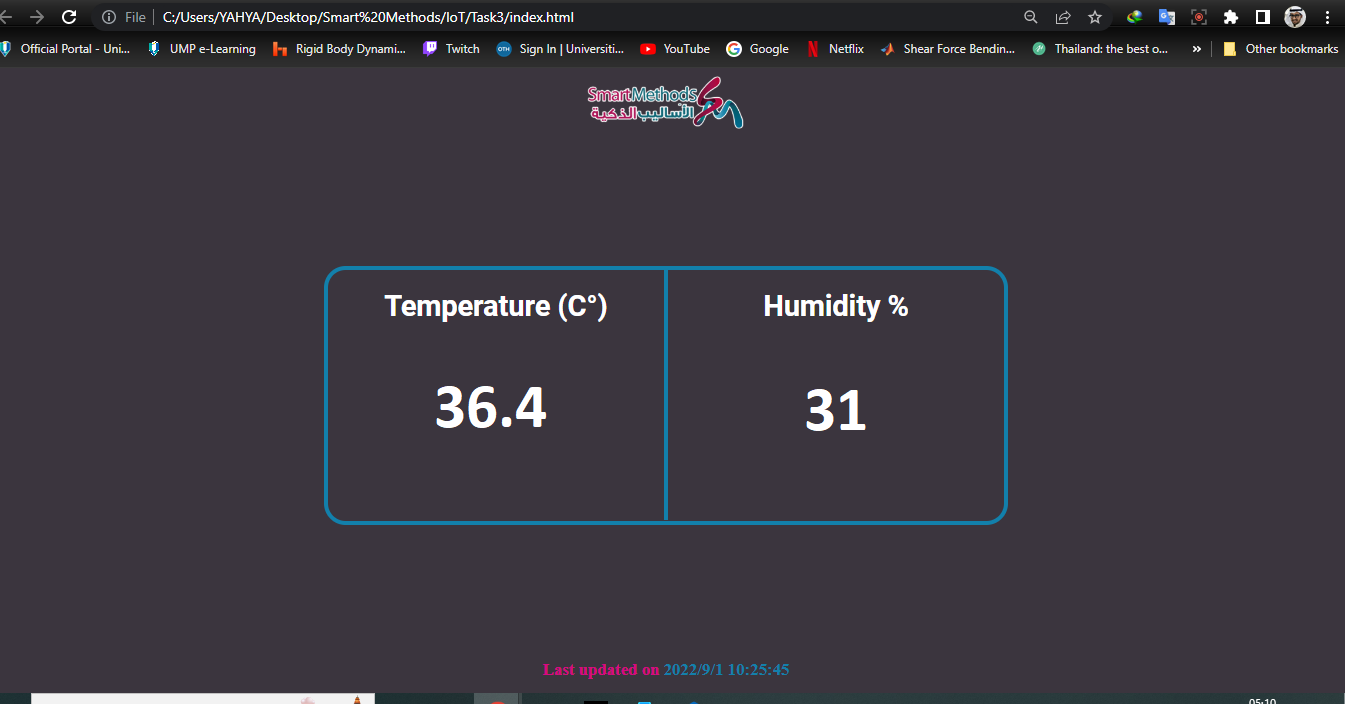 File C:/Users/YAHYA/Desktop/Smart%20Methods/IoT/Task3/index.html
Official Portal - Uni... UMP e-Learning Rigid Body Dynami... Twitch OTH Sign In | Universiti... YouTube Google Netflix Shear Force Bendin... Thailand: the best o... » Other bookmarks
SmartMethods
الأساليب الذكية
Temperature (C°) Humidity %
36.4 31
Last updated on 2022/9/1 10:25:45
05:10